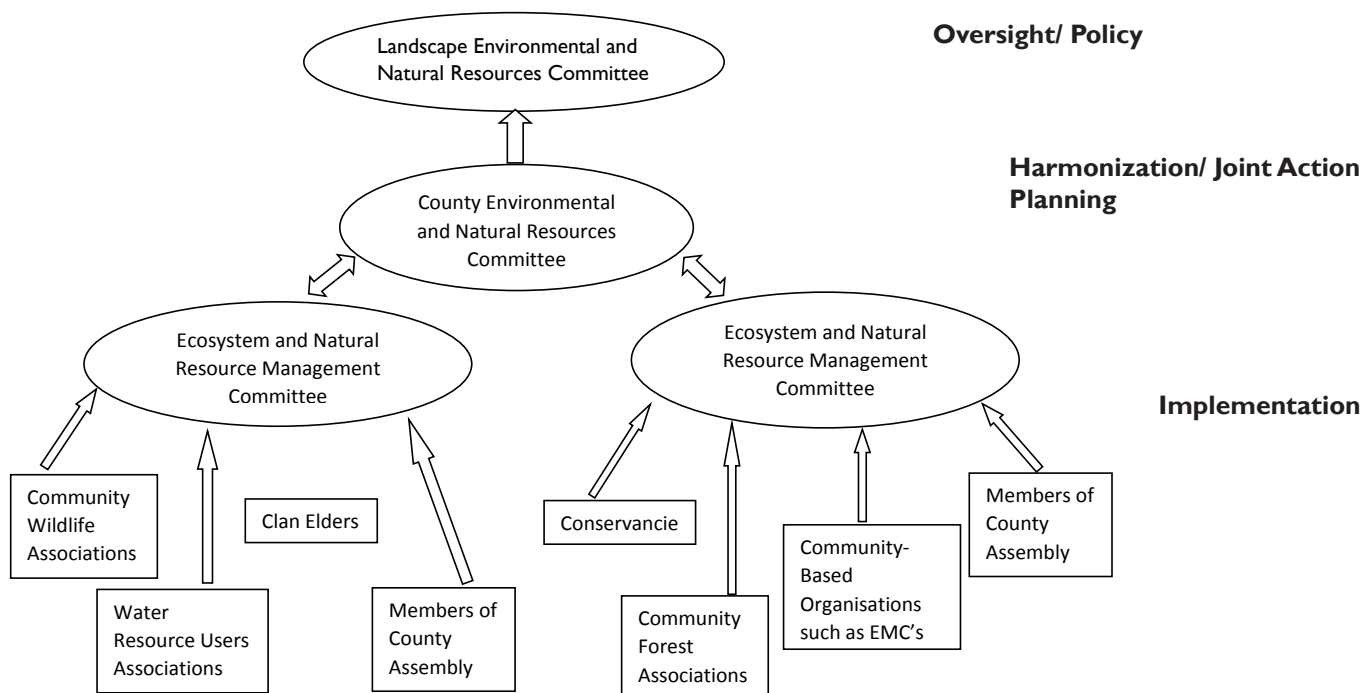 Landscape Environmental and
Natural Resources Committee
Oversight/ Policy
Harmonization/ Joint Action
Planning
County Environmental
and Natural Resources
Committee
Ecosystem and Natural
Resource Management
Committee
Ecosystem and Natural
Resource Management
Committee
Implementation
Community
Wildlife
Associations
Clan Elders
Conservancie
Members of
County
Assembly
Water
Resource Users
Associations
Members of
County
Assembly
Community
Forest
Associations
Community-
Based
Organisations
such as EMC's